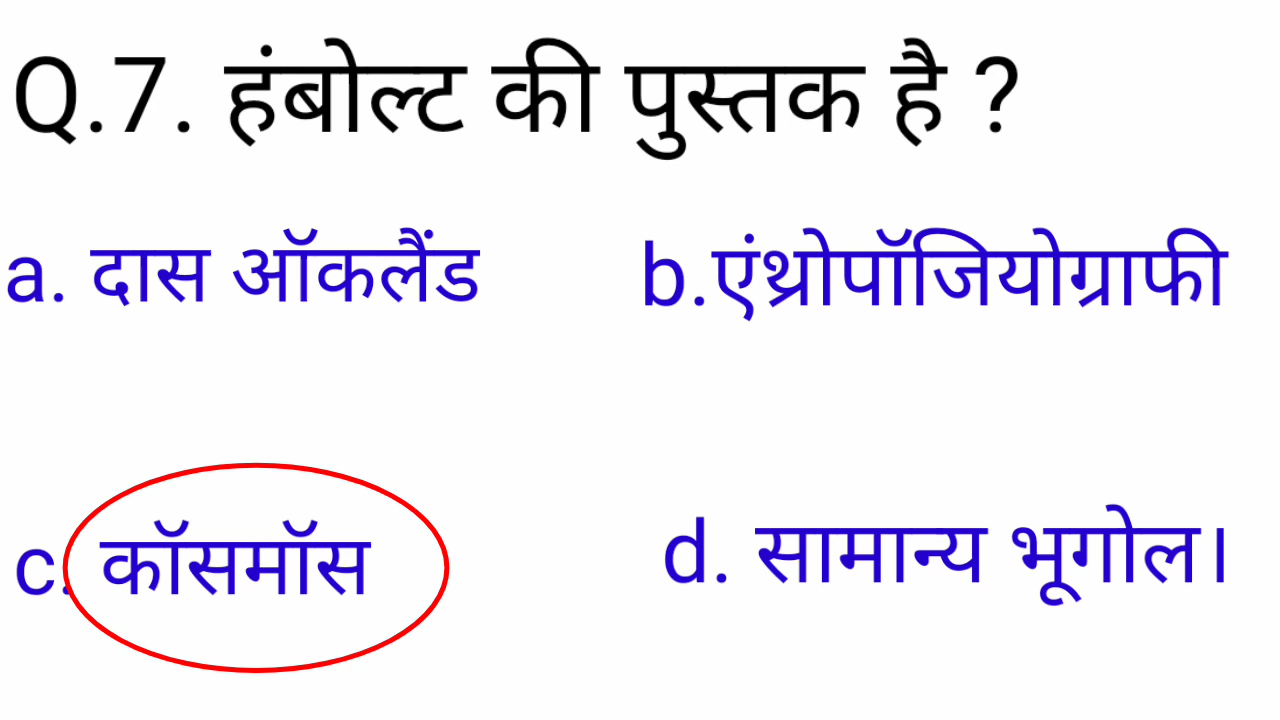 Q.7. हंबोल्ट की पुस्तक है ?
a. दास ऑकलैंड b.एंथ्रोपॉजियोग्राफी
c. कॉसमॉस d. सामान्य भूगोल।